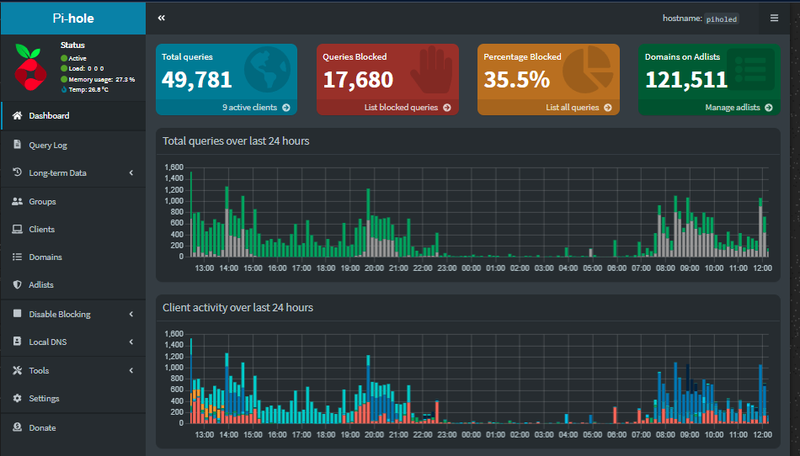 Pi-hole
hostname: piholed
Status
Active
Load: 0 0 0
Memory usage: 27.3 %
Temp: 26.8 °C
Dashboard
Query Log
Long-term Data
Groups
Clients
Domains
Adlists
Disable Blocking
Local DNS
Tools
Settings
Donate
Total queries
49,781
9 active clients
Queries Blocked
17,680
List blocked queries
Percentage Blocked
35.5%
List all queries
Domains on Adlists
121,511
Manage adlists
Total queries over last 24 hours
1,600
1,400
1,200
1,000
800
600
400
200
0
13:00 14:00 15:00 16:00 17:00 18:00 19:00 20:00 21:00 22:00 23:00 00:00 01:00 02:00 03:00 04:00 05:00 06:00 07:00 08:00 09:00 10:00 11:00 12:00
Client activity over last 24 hours
1,600
1,400
1,200
1,000
800
600
400
200
0
13:00 14:00 15:00 16:00 17:00 18:00 19:00 20:00 21:00 22:00 23:00 00:00 01:00 02:00 03:00 04:00 05:00 06:00 07:00 08:00 09:00 10:00 11:00 12:00